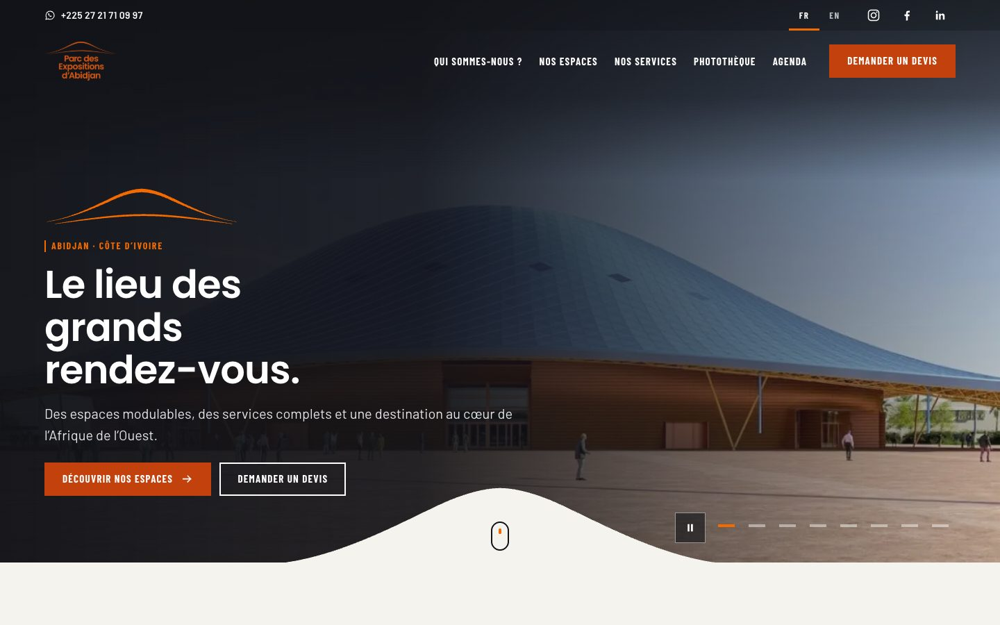 +225 27 21 71 09 97
FR EN
Parc des
Expositions
d'Abidjan
QUI SOMMES-NOUS ? NOS ESPACES NOS SERVICES PHOTOTHÈQUE AGENDA DEMANDER UN DEVIS
ABIDJAN · CÔTE D'IVOIRE
Le lieu des
grands
rendez-vous.
Des espaces modulables, des services complets et une destination au cœur de
l'Afrique de l'Ouest.
DÉCOUVRIR NOS ESPACES → DEMANDER UN DEVIS